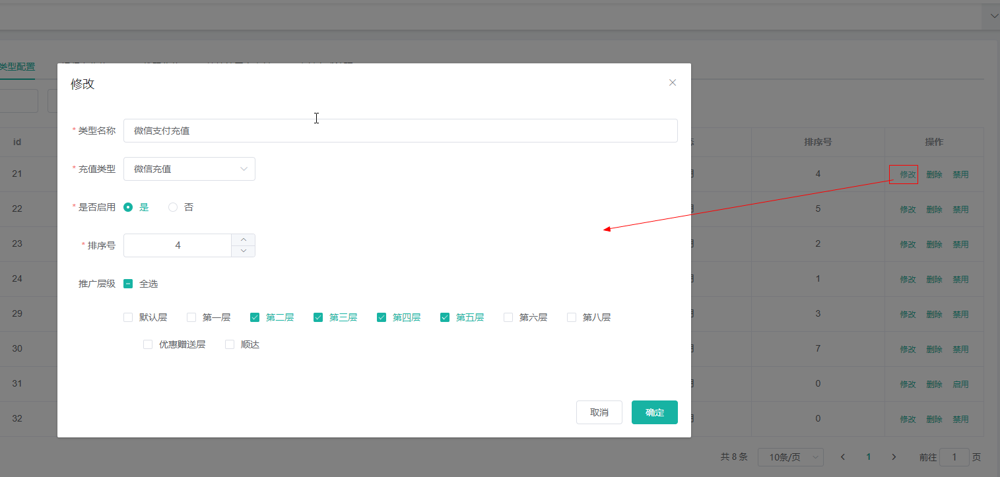 类型配置
修改
* 类型名称 微信支付充值
* 充值类型 微信充值
* 是否启用 是 否
* 排序号 4
推广层级 全选
默认层 第一层 第二层 第三层 第四层 第五层 第六层 第八层
优惠赠送层 顺达
取消 确定
id 排序号 操作
21 4 修改 删除 禁用
22 5 修改 删除 禁用
23 2 修改 删除 禁用
24 1 修改 删除 禁用
29 3 修改 删除 禁用
30 7 修改 删除 禁用
31 0 修改 删除 启用
32 0 修改 删除 禁用
共 8 条 10条/页 1 前往 1 页